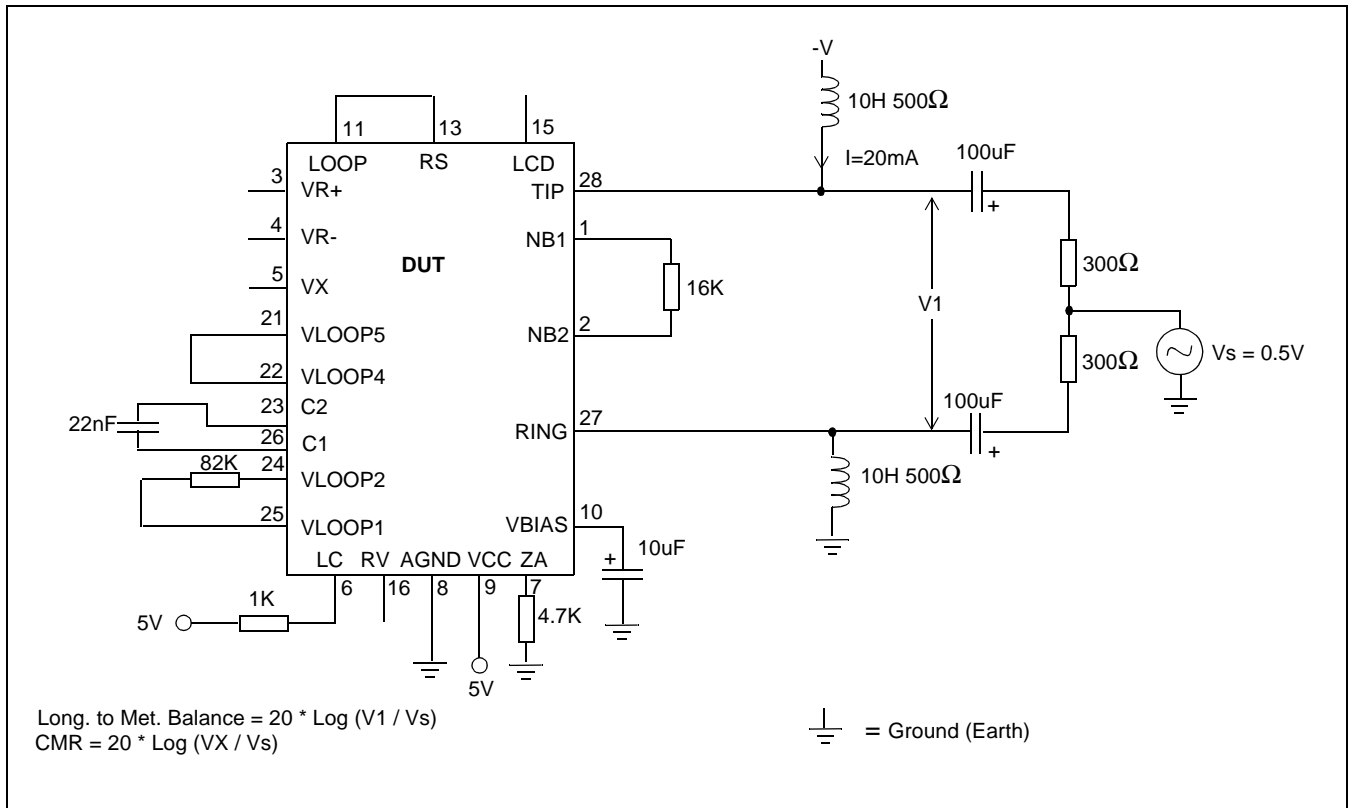 -V
10H 500Ω
I=20mA
100uF
+
11
13
15
LOOP
RS
LCD
3
VR+
TIP
28
4
VR-
NB1
1
DUT
300Ω
5
VX
16K
V1
21
VLOOP5
NB2
2
Vs = 0.5V
300Ω
22
VLOOP4
23
C2
22nF
100uF
RING
27
26
C1
+
82K
24
VLOOP2
10H 500Ω
25
VLOOP1
VBIAS
10
10uF
+
LC
RV
AGND
VCC
ZA
6
16
8
9
7
1K
4.7K
5V
5V
Long. to Met. Balance = 20 * Log (V1 / Vs)
CMR = 20 * Log (VX / Vs)
= Ground (Earth)